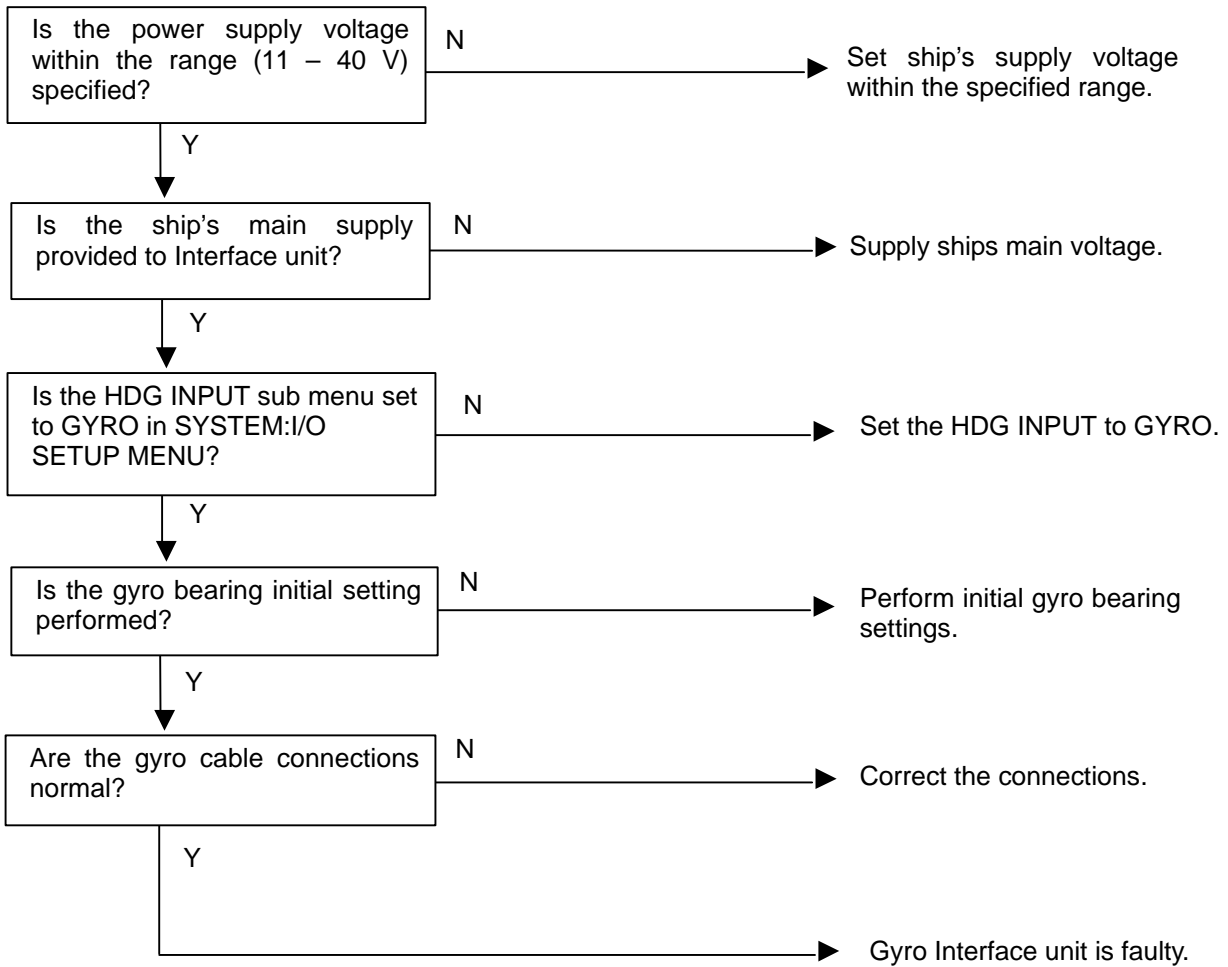 Is the power supply voltage
within the range (11 – 40 V)
specified?
N
Set ship's supply voltage
within the specified range.
Y
Is the ship's main supply
provided to Interface unit?
N
Supply ships main voltage.
Y
Is the HDG INPUT sub menu set
to GYRO in SYSTEM:I/O
SETUP MENU?
N
Set the HDG INPUT to GYRO.
Y
Is the gyro bearing initial setting
performed?
N
Perform initial gyro bearing
settings.
Y
Are the gyro cable connections
normal?
N
Correct the connections.
Y
Gyro Interface unit is faulty.